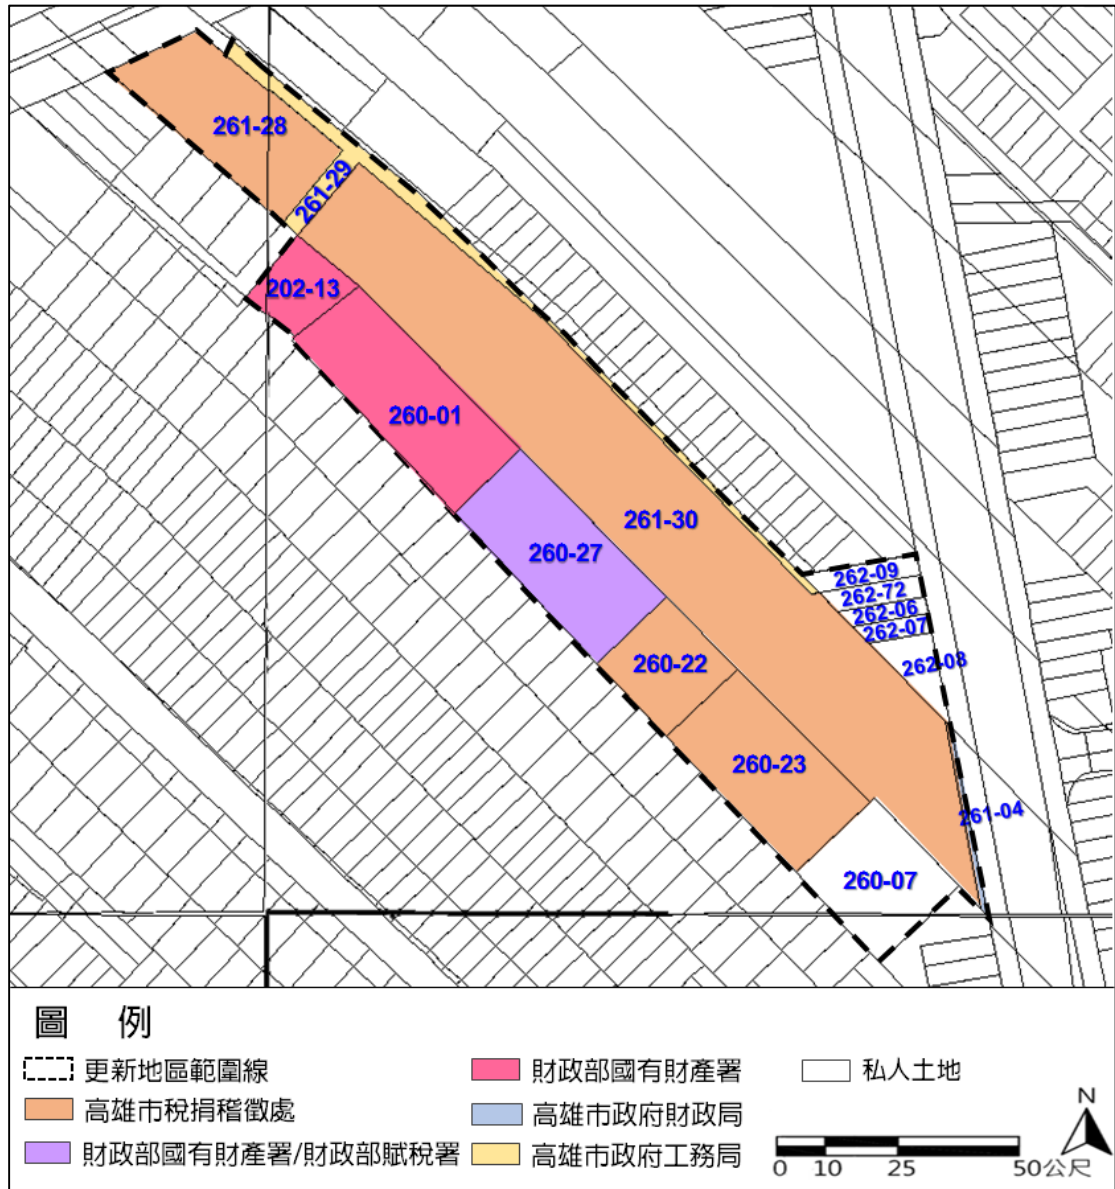 261-28
261-29
202-13
260-01
261-30
260-27
262-09
262-72
262-06
262-07
262-08
260-22
260-23
261-04
260-07
圖 例
更新地區範圍線
財政部國有財產署
私人土地
高雄市稅捐稽徵處
高雄市政府財政局
財政部國有財產署/財政部賦稅署
高雄市政府工務局
N
0 10 25 50公尺